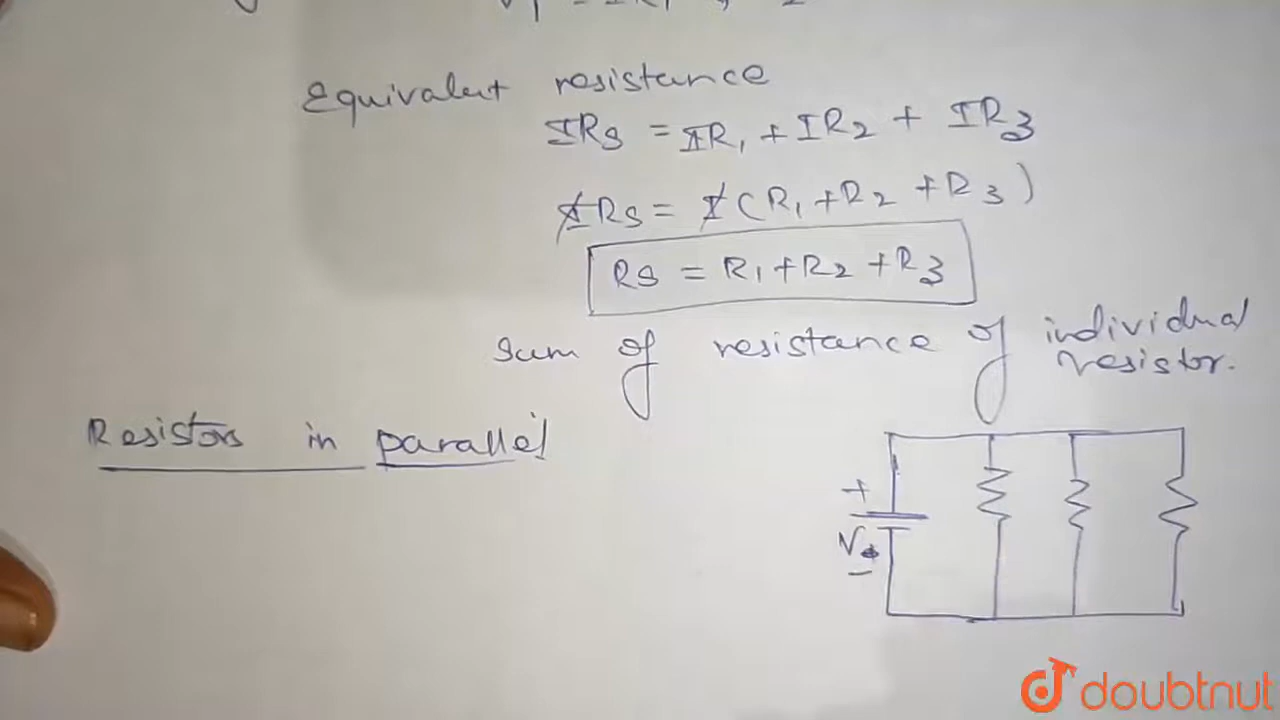 Equivalent resistance
IRs = IR1 + IR2 + IR3
IRs = I(R1 + R2 + R3)
Rs = R1 + R2 + R3
Sum of resistance of individual
resistor.
Resistors in parallel
+
V
−
doubtnut